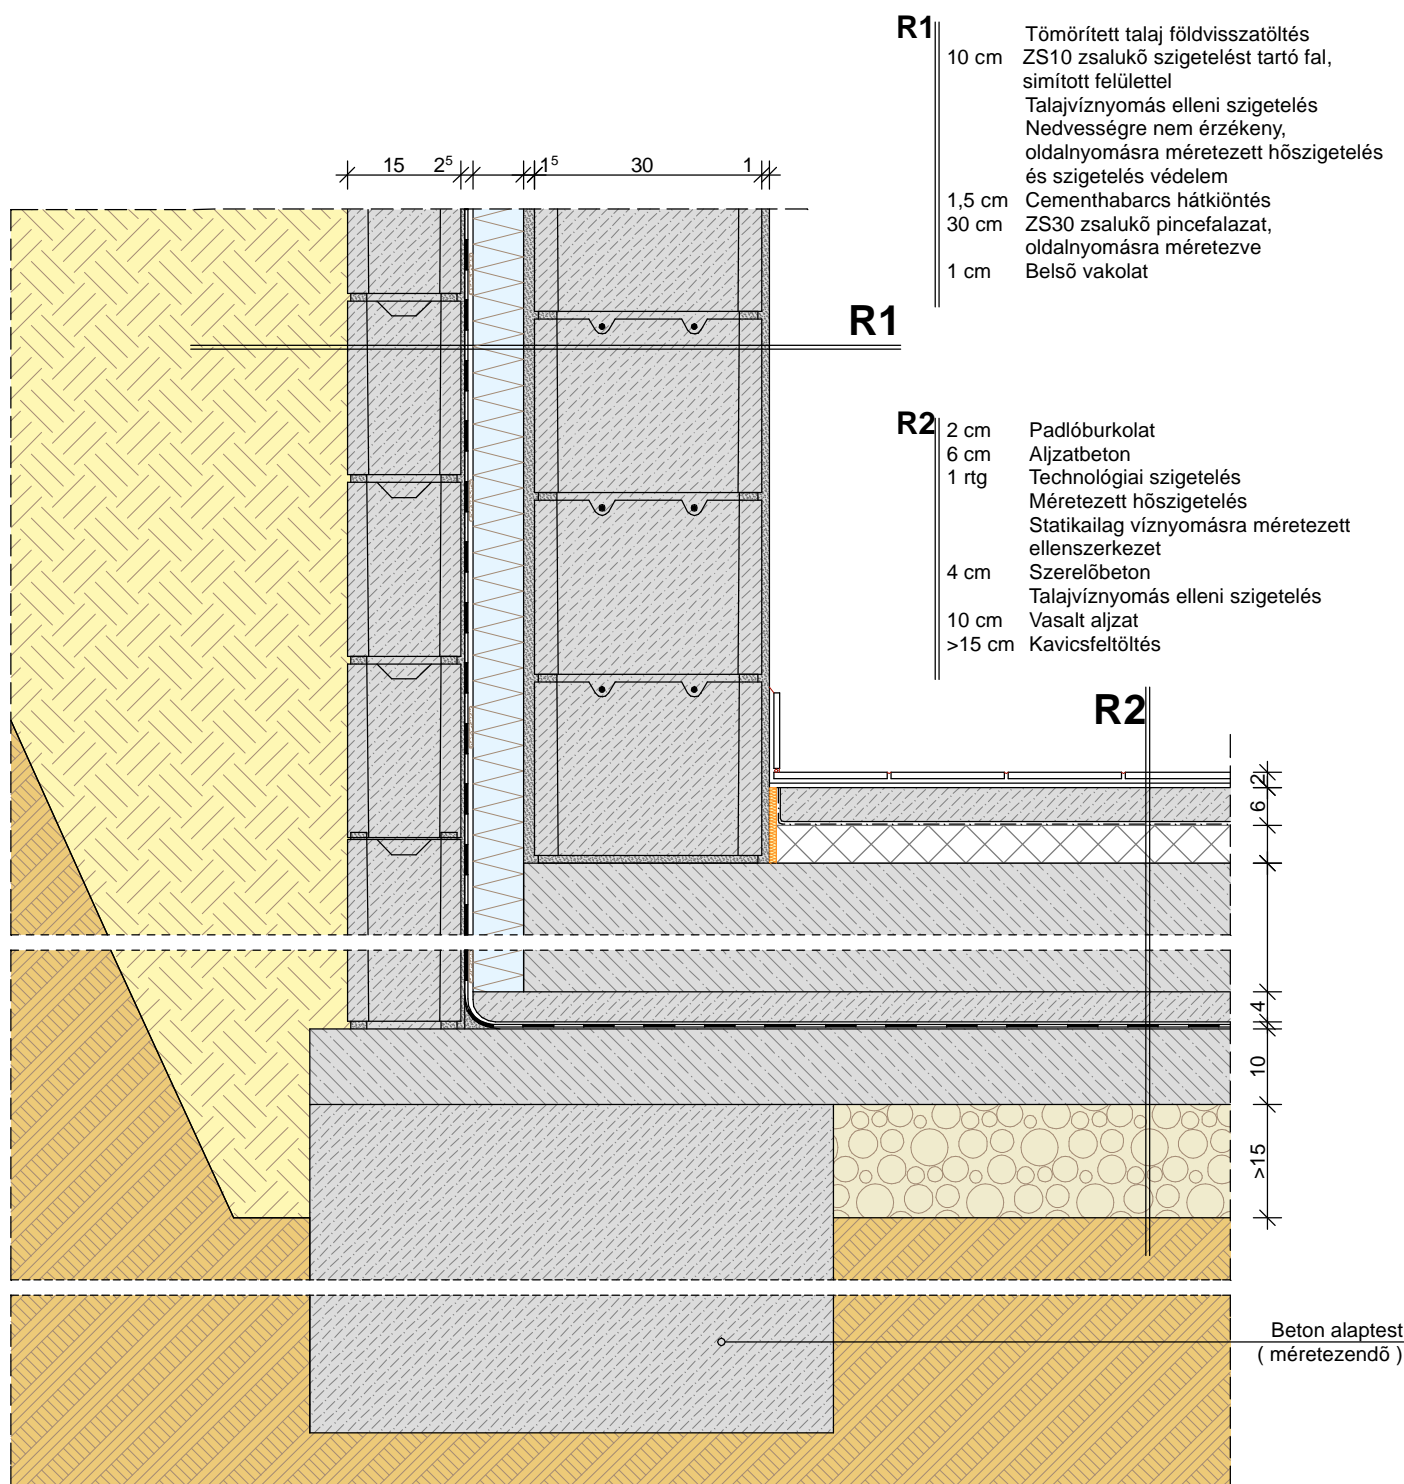 R1
Tömörített talaj földvisszatöltés
10 cm ZS10 zsalukõ szigetelést tartó fal,
simított felülettel
Talajvíznyomás elleni szigetelés
Nedvességre nem érzékeny,
oldalnyomásra méretezett hõszigetelés
és szigetelés védelem
1,5 cm Cementhabarcs hátkiöntés
30 cm ZS30 zsalukõ pincefalazat,
oldalnyomásra méretezve
1 cm Belsõ vakolat
15 2⁵ 1⁵ 30 1
R1
R2
2 cm Padlóburkolat
6 cm Aljzatbeton
1 rtg Technológiai szigetelés
Méretezett hõszigetelés
Statikailag víznyomásra méretezett
ellenszerkezet
4 cm Szerelõbeton
Talajvíznyomás elleni szigetelés
10 cm Vasalt aljzat
>15 cm Kavicsfeltöltés
R2
2
6
4
10
>15
Beton alaptest
( méretezendõ )